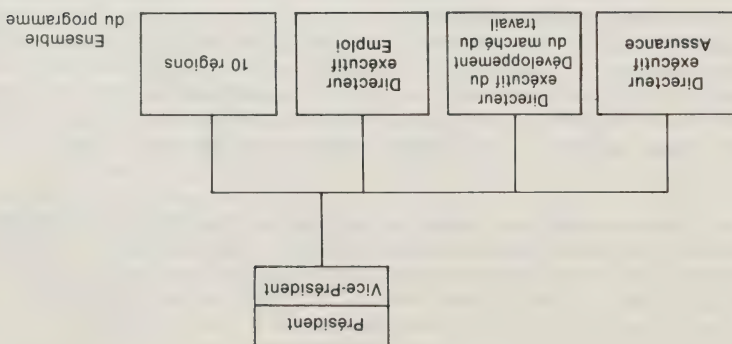 Président
Vice-Président
Directeur
exécutif
Assurance
Directeur
exécutif du
Développement
du marché du
travail
Directeur
exécutif
Emploi
10 régions
Ensemble
du programme